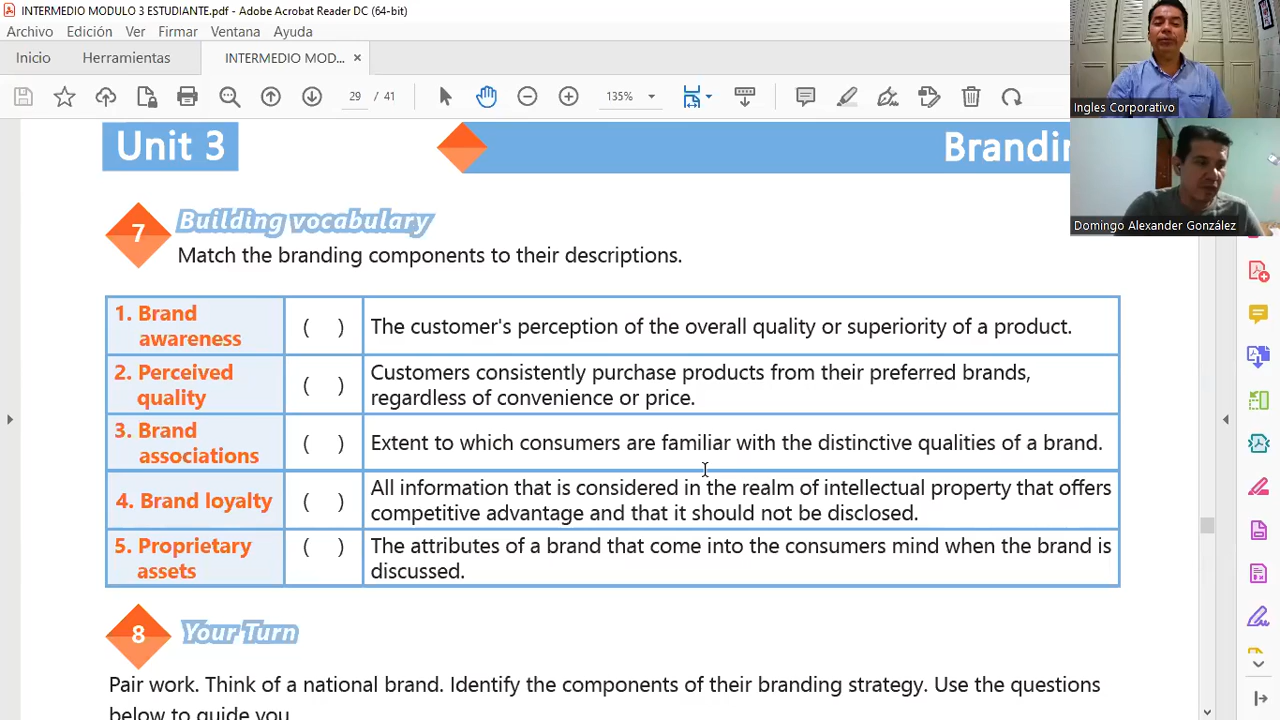 INTERMEDIO MODULO 3 ESTUDIANTE.pdf - Adobe Acrobat Reader DC (64-bit)
Archivo Edición Ver Firmar Ventana Ayuda
Inicio Herramientas INTERMEDIO MOD... ×
29 / 41 135%
Ingles Corporativo
Domingo Alexander González
Unit 3
Brandin
7 Building vocabulary
Match the branding components to their descriptions.
1. Brand awareness ( ) The customer's perception of the overall quality or superiority of a product.
2. Perceived quality ( ) Customers consistently purchase products from their preferred brands,
regardless of convenience or price.
3. Brand associations ( ) Extent to which consumers are familiar with the distinctive qualities of a brand.
4. Brand loyalty ( ) All information that is considered in the realm of intellectual property that offers
competitive advantage and that it should not be disclosed.
5. Proprietary assets ( ) The attributes of a brand that come into the consumers mind when the brand is
discussed.
8 Your Turn
Pair work. Think of a national brand. Identify the components of their branding strategy. Use the questions
below to guide you